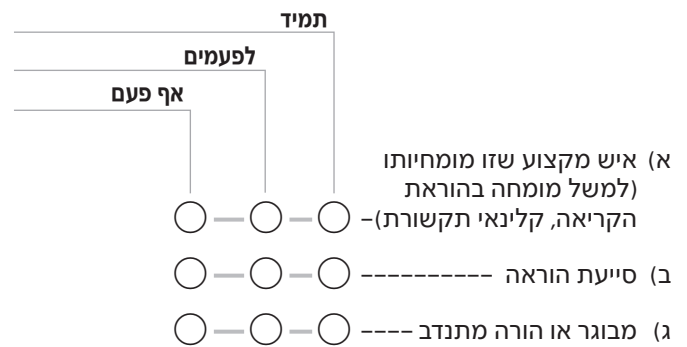 תמיד
לפעמים
אף פעם
א) איש מקצוע שזו מומחיותו
(למשל מומחה בהוראת
הקריאה, קלינאי תקשורת)–
ב) סייעת הוראה ––––––––––
ג) מבוגר או הורה מתנדב ––––